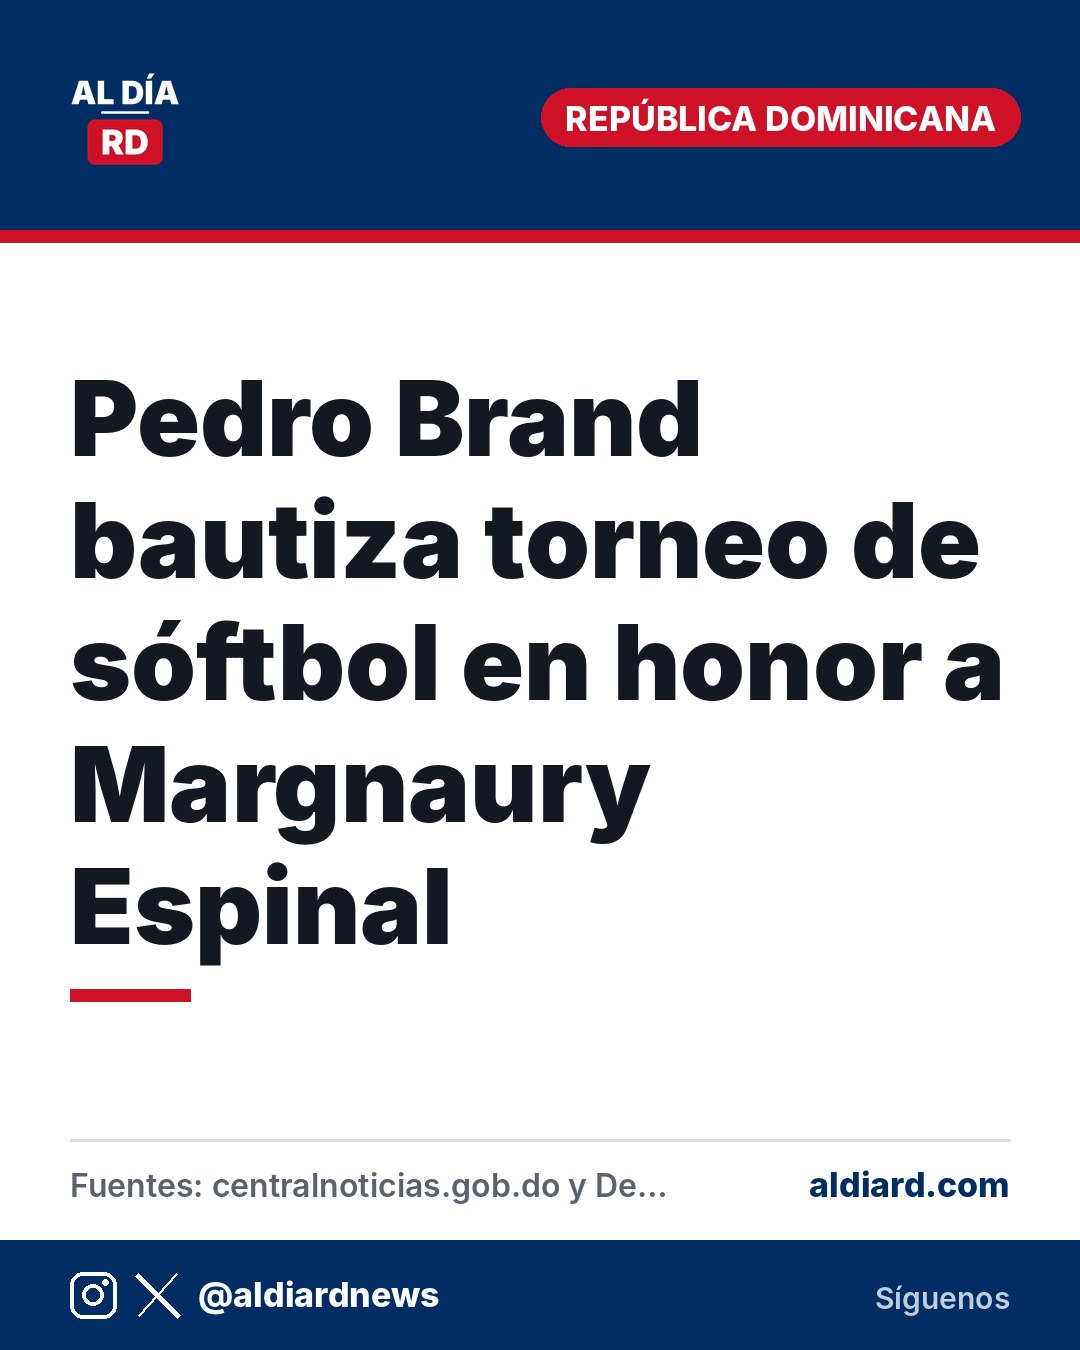 AL DÍA
RD
REPÚBLICA DOMINICANA
Pedro Brand
bautiza torneo de
sóftbol en honor a
Margnaury
Espinal
Fuentes: centralnoticias.gob.do y De...
aldiard.com
@aldiardnews
Síguenos